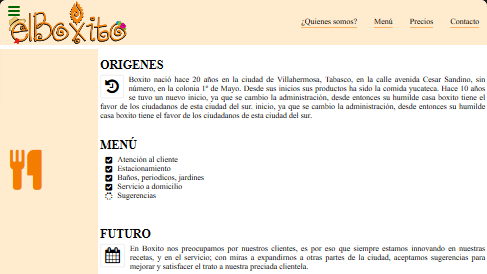 elBoxito
¿Quienes somos? Menú Precios Contacto
ORIGENES
Boxito nació hace 20 años en la ciudad de Villahermosa, Tabasco, en la calle avenida Cesar Sandino, sin
número, en la colonia 1ª de Mayo. Desde sus inicios sus productos ha sido la comida yucateca. Hace 10 años
se tuvo un nuevo inicio, ya que se cambio la administración, desde entonces su humilde casa boxito tiene el
favor de los ciudadanos de esta ciudad del sur. inicio, ya que se cambio la administración, desde entonces su humilde
casa boxito tiene el favor de los ciudadanos de esta ciudad del sur.
MENÚ
Atención al cliente
Estacionamiento
Baños, periodicos, jardines
Servicio a domicilio
Sugerencias
FUTURO
En Boxito nos preocupamos por nuestros clientes, es por eso que siempre estamos innovando en nuestras
recetas, y en el servicio; con miras a expandirnos a otras partes de la ciudad, aceptamos sugerencias para
mejorar y satisfacer el trato a nuestra preciada clientela.